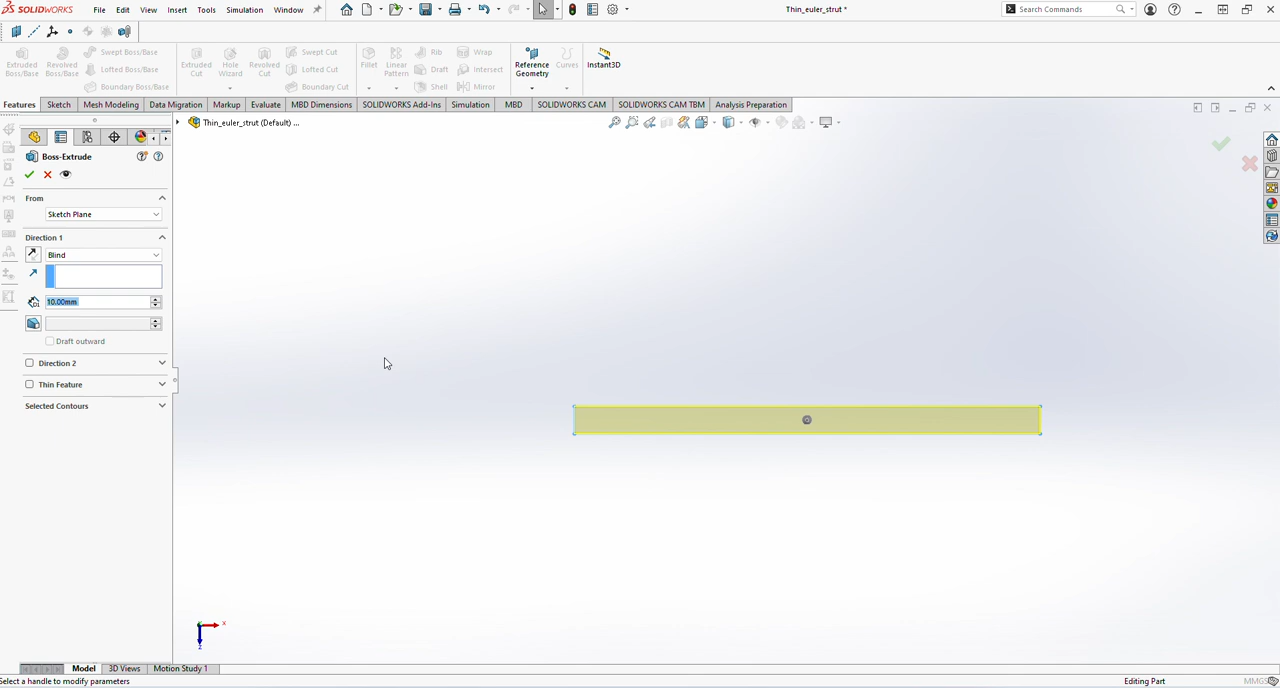 SOLIDWORKS File Edit View Insert Tools Simulation Window Thin_euler_strut * Search Commands
Extruded Boss/Base
Revolved Boss/Base
Swept Boss/Base
Lofted Boss/Base
Boundary Boss/Base
Extruded Cut
Hole Wizard
Revolved Cut
Swept Cut
Lofted Cut
Boundary Cut
Fillet
Linear Pattern
Rib
Draft
Shell
Wrap
Intersect
Mirror
Reference Geometry
Curves
Instant3D
Features Sketch Mesh Modeling Data Migration Markup Evaluate MBD Dimensions SOLIDWORKS Add-Ins Simulation MBD SOLIDWORKS CAM SOLIDWORKS CAM TBM Analysis Preparation
Thin_euler_strut (Default) ...
Boss-Extrude
From
Sketch Plane
Direction 1
Blind
10.00mm
Draft outward
Direction 2
Thin Feature
Selected Contours
x
z
Model 3D Views Motion Study 1
Select a handle to modify parameters Editing Part MMGS